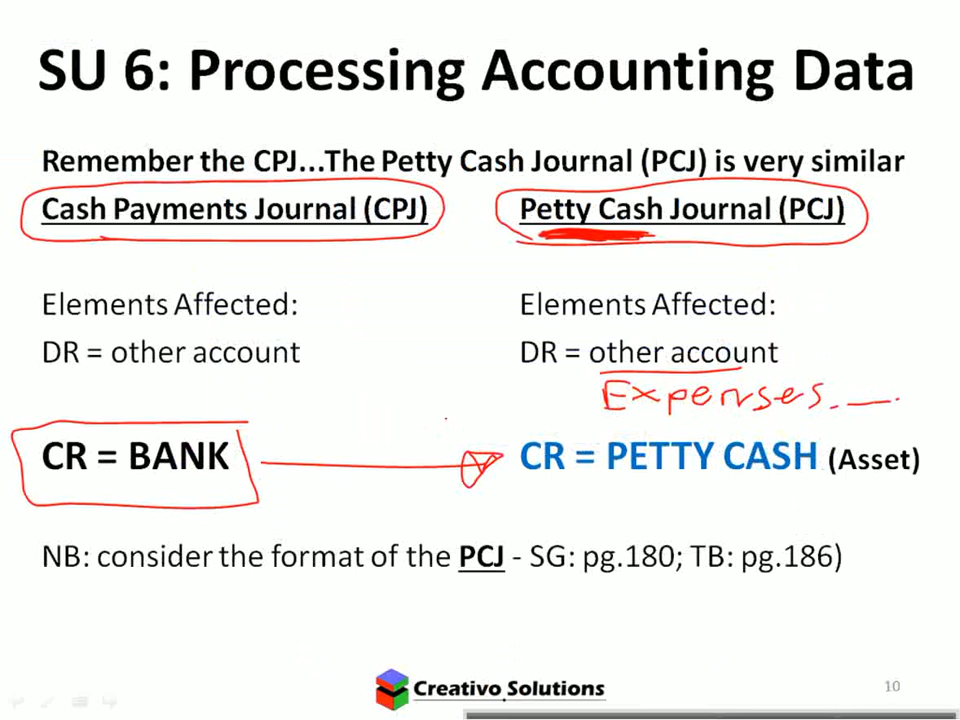 SU 6: Processing Accounting Data
Remember the CPJ...The Petty Cash Journal (PCJ) is very similar
Cash Payments Journal (CPJ) Petty Cash Journal (PCJ)
Elements Affected: Elements Affected:
DR = other account DR = other account
Expenses.
CR = BANK CR = PETTY CASH (Asset)
NB: consider the format of the PCJ - SG: pg.180; TB: pg.186)
Creativo Solutions
10